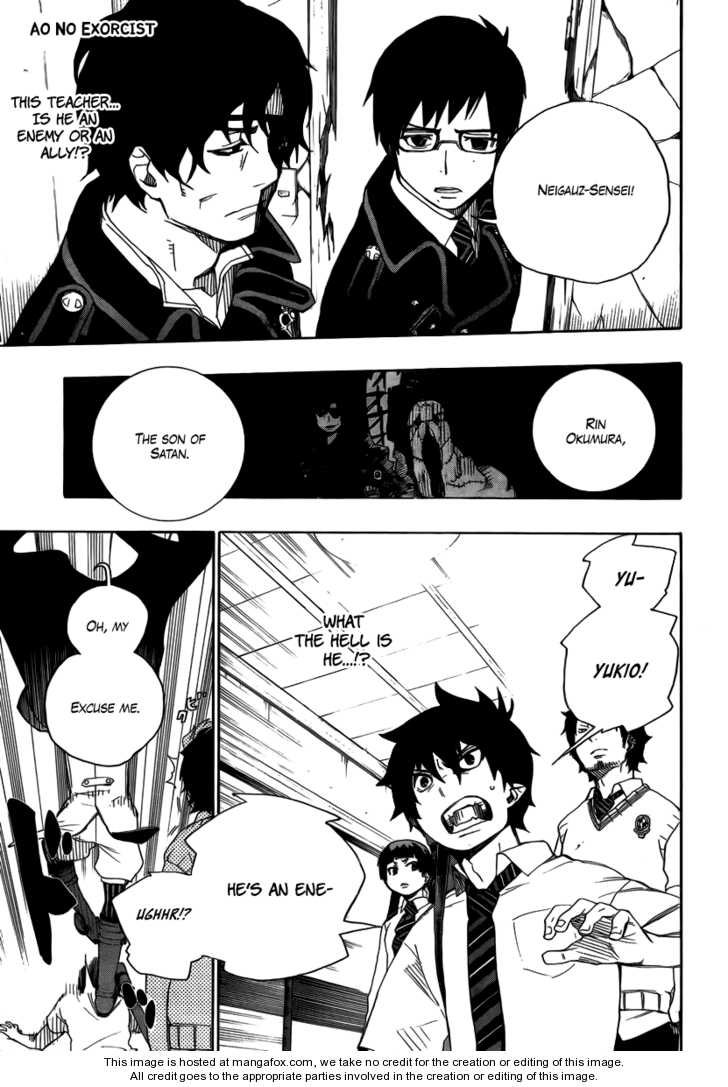 AO NO EXORCIST
NEIGAUZ-SENSEI!
THIS TEACHER...
IS HE AN
ENEMY OR AN
ALLY!?
RIN
OKUMURA,
THE SON OF
SATAN.
YU-
YUKIO!
WHAT
THE HELL IS
HE...!?
HE'S AN ENE-
UGHHR!?
OH, MY
EXCUSE ME.
グビッ
This image is hosted at mangafox.com, we take no credit for the creation or editing of this image.
All credit goes to the appropriate parties involved in the creation or editing of this image.